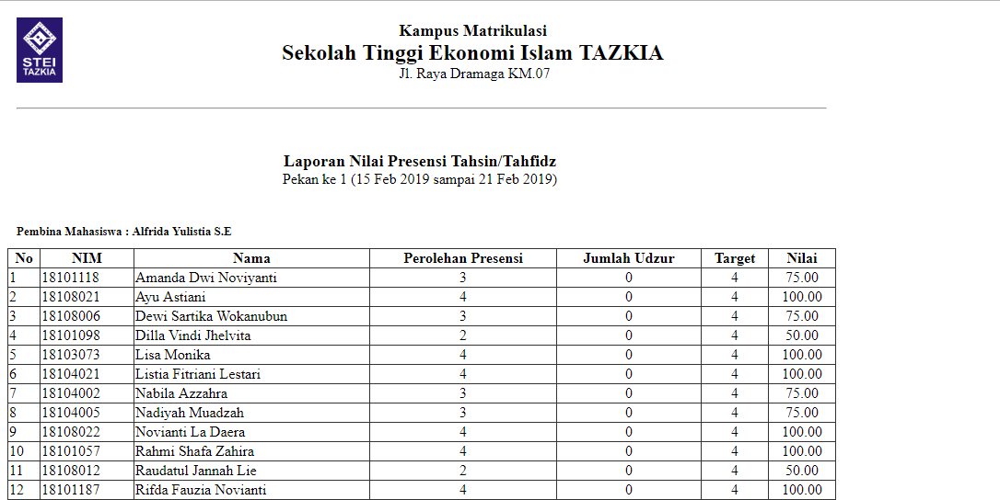 STEI
TAZKIA
Kampus Matrikulasi
Sekolah Tinggi Ekonomi Islam TAZKIA
Jl. Raya Dramaga KM.07
Laporan Nilai Presensi Tahsin/Tahfidz
Pekan ke 1 (15 Feb 2019 sampai 21 Feb 2019)
Pembina Mahasiswa : Alfrida Yulistia S.E
No NIM Nama Perolehan Presensi Jumlah Udzur Target Nilai
1 18101118 Amanda Dwi Noviyanti 3 0 4 75.00
2 18108021 Ayu Astiani 4 0 4 100.00
3 18108006 Dewi Sartika Wokanubun 3 0 4 75.00
4 18101098 Dilla Vindi Jhelvita 2 0 4 50.00
5 18103073 Lisa Monika 4 0 4 100.00
6 18104021 Listia Fitriani Lestari 4 0 4 100.00
7 18104002 Nabila Azzahra 3 0 4 75.00
8 18104005 Nadiyah Muadzah 3 0 4 75.00
9 18108022 Novianti La Daera 4 0 4 100.00
10 18101057 Rahmi Shafa Zahira 4 0 4 100.00
11 18108012 Raudatul Jannah Lie 2 0 4 50.00
12 18101187 Rifda Fauzia Novianti 4 0 4 100.00